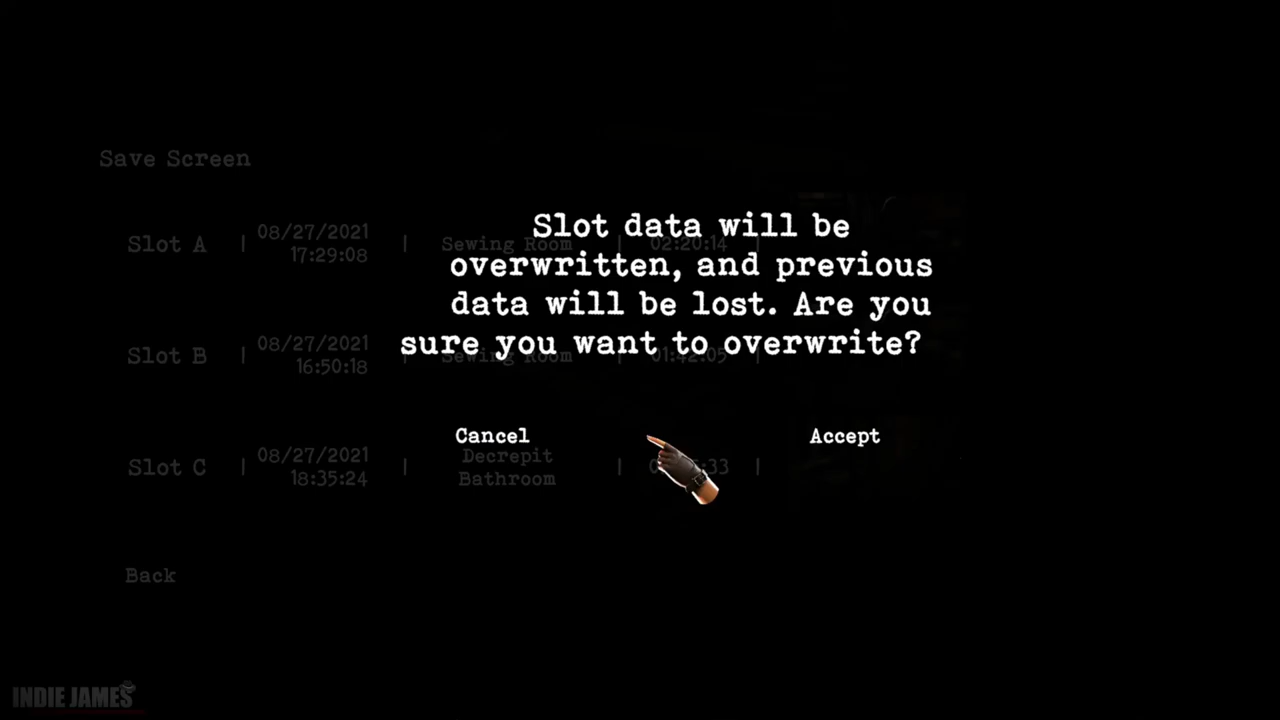 Save Screen
Slot data will be
overwritten, and previous
data will be lost. Are you
sure you want to overwrite?
Slot A | 08/27/2021 17:29:08 | Sewing Room | 02:20:14 |
Slot B | 08/27/2021 16:50:18 | Sewing Room | 01:42:05
Cancel
Accept
Slot C | 08/27/2021 18:35:24 | Decrepit Bathroom | |
Back
INDIE JAMES